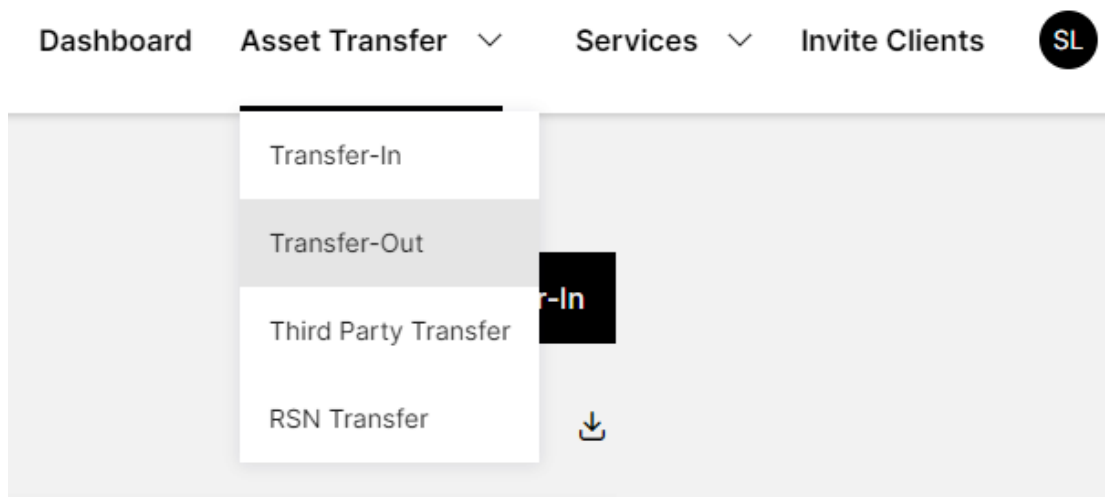 Dashboard Asset Transfer Services Invite Clients SL
Transfer-In
Transfer-Out
r-In
Third Party Transfer
RSN Transfer